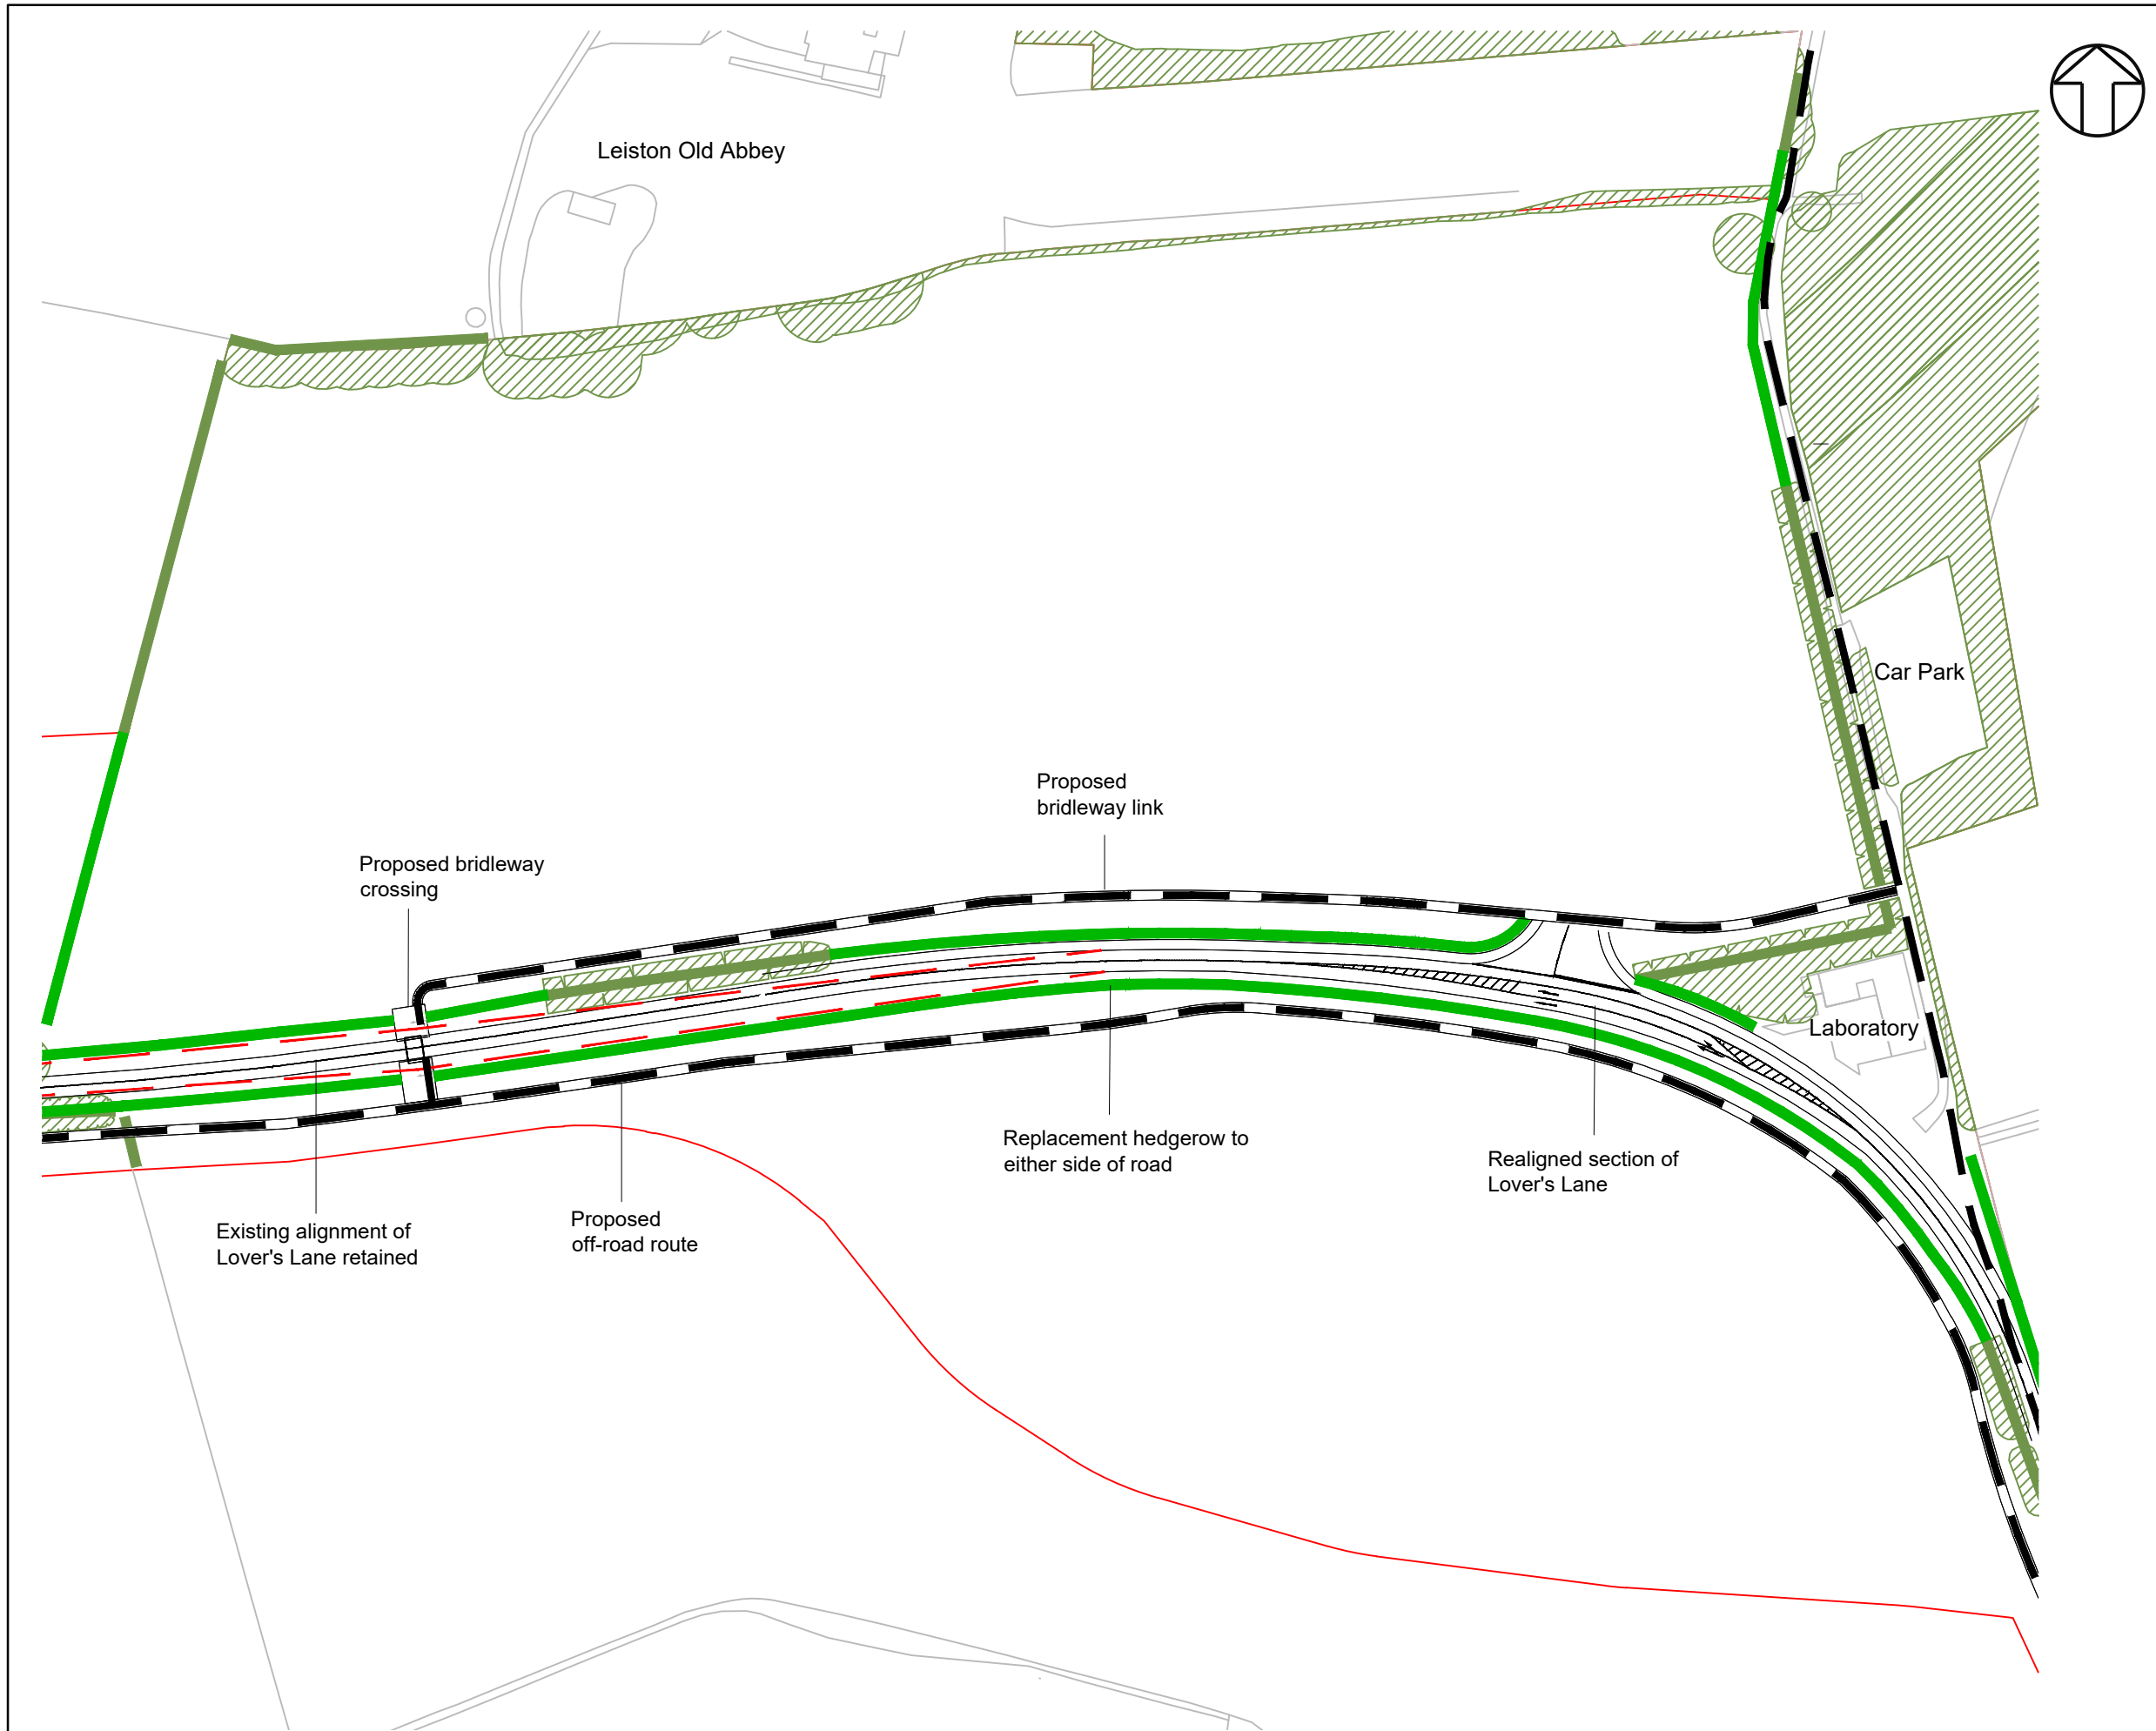 Leiston Old Abbey
Car Park
Proposed
bridleway link
Proposed bridleway
crossing
Laboratory
Replacement hedgerow to
either side of road
Realigned section of
Lover's Lane
Proposed
off-road route
Existing alignment of
Lover's Lane retained